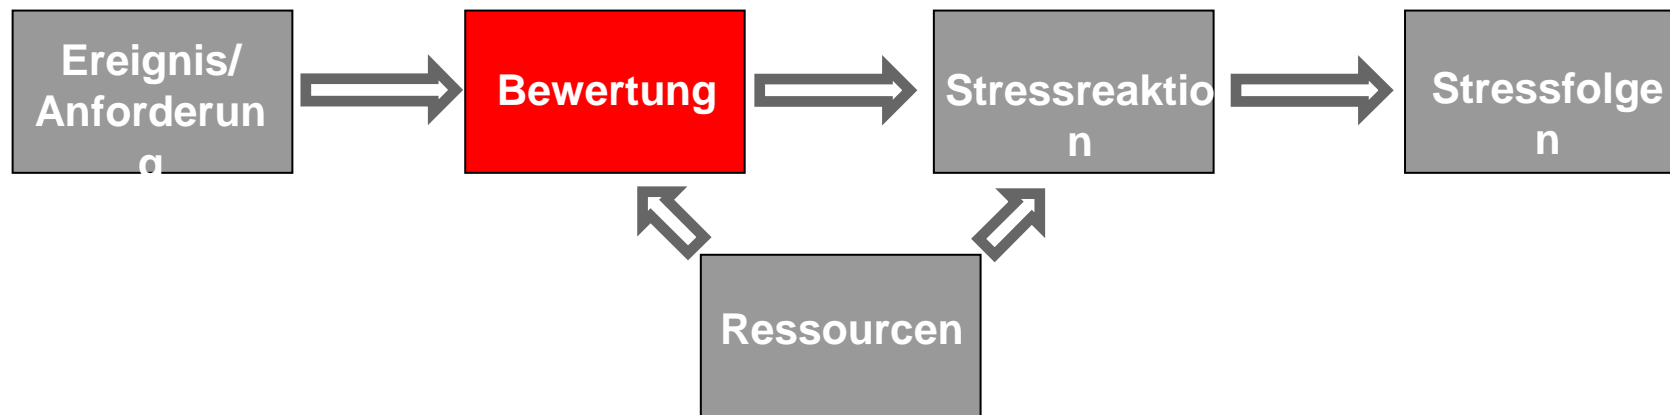 Ereignis/
Anforderun
g
Bewertung
Stressreaktio
n
Stressfolge
n
Ressourcen